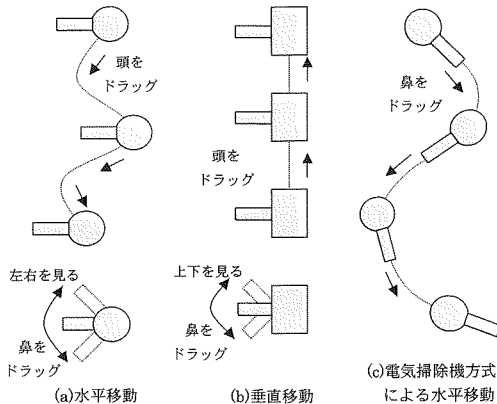 頭を
ドラッグ
左右を見る
鼻を
ドラッグ
(a)水平移動
頭を
ドラッグ
上下を見る
鼻を
ドラッグ
(b)垂直移動
鼻を
ドラッグ
(c)電気掃除機方式
による水平移動